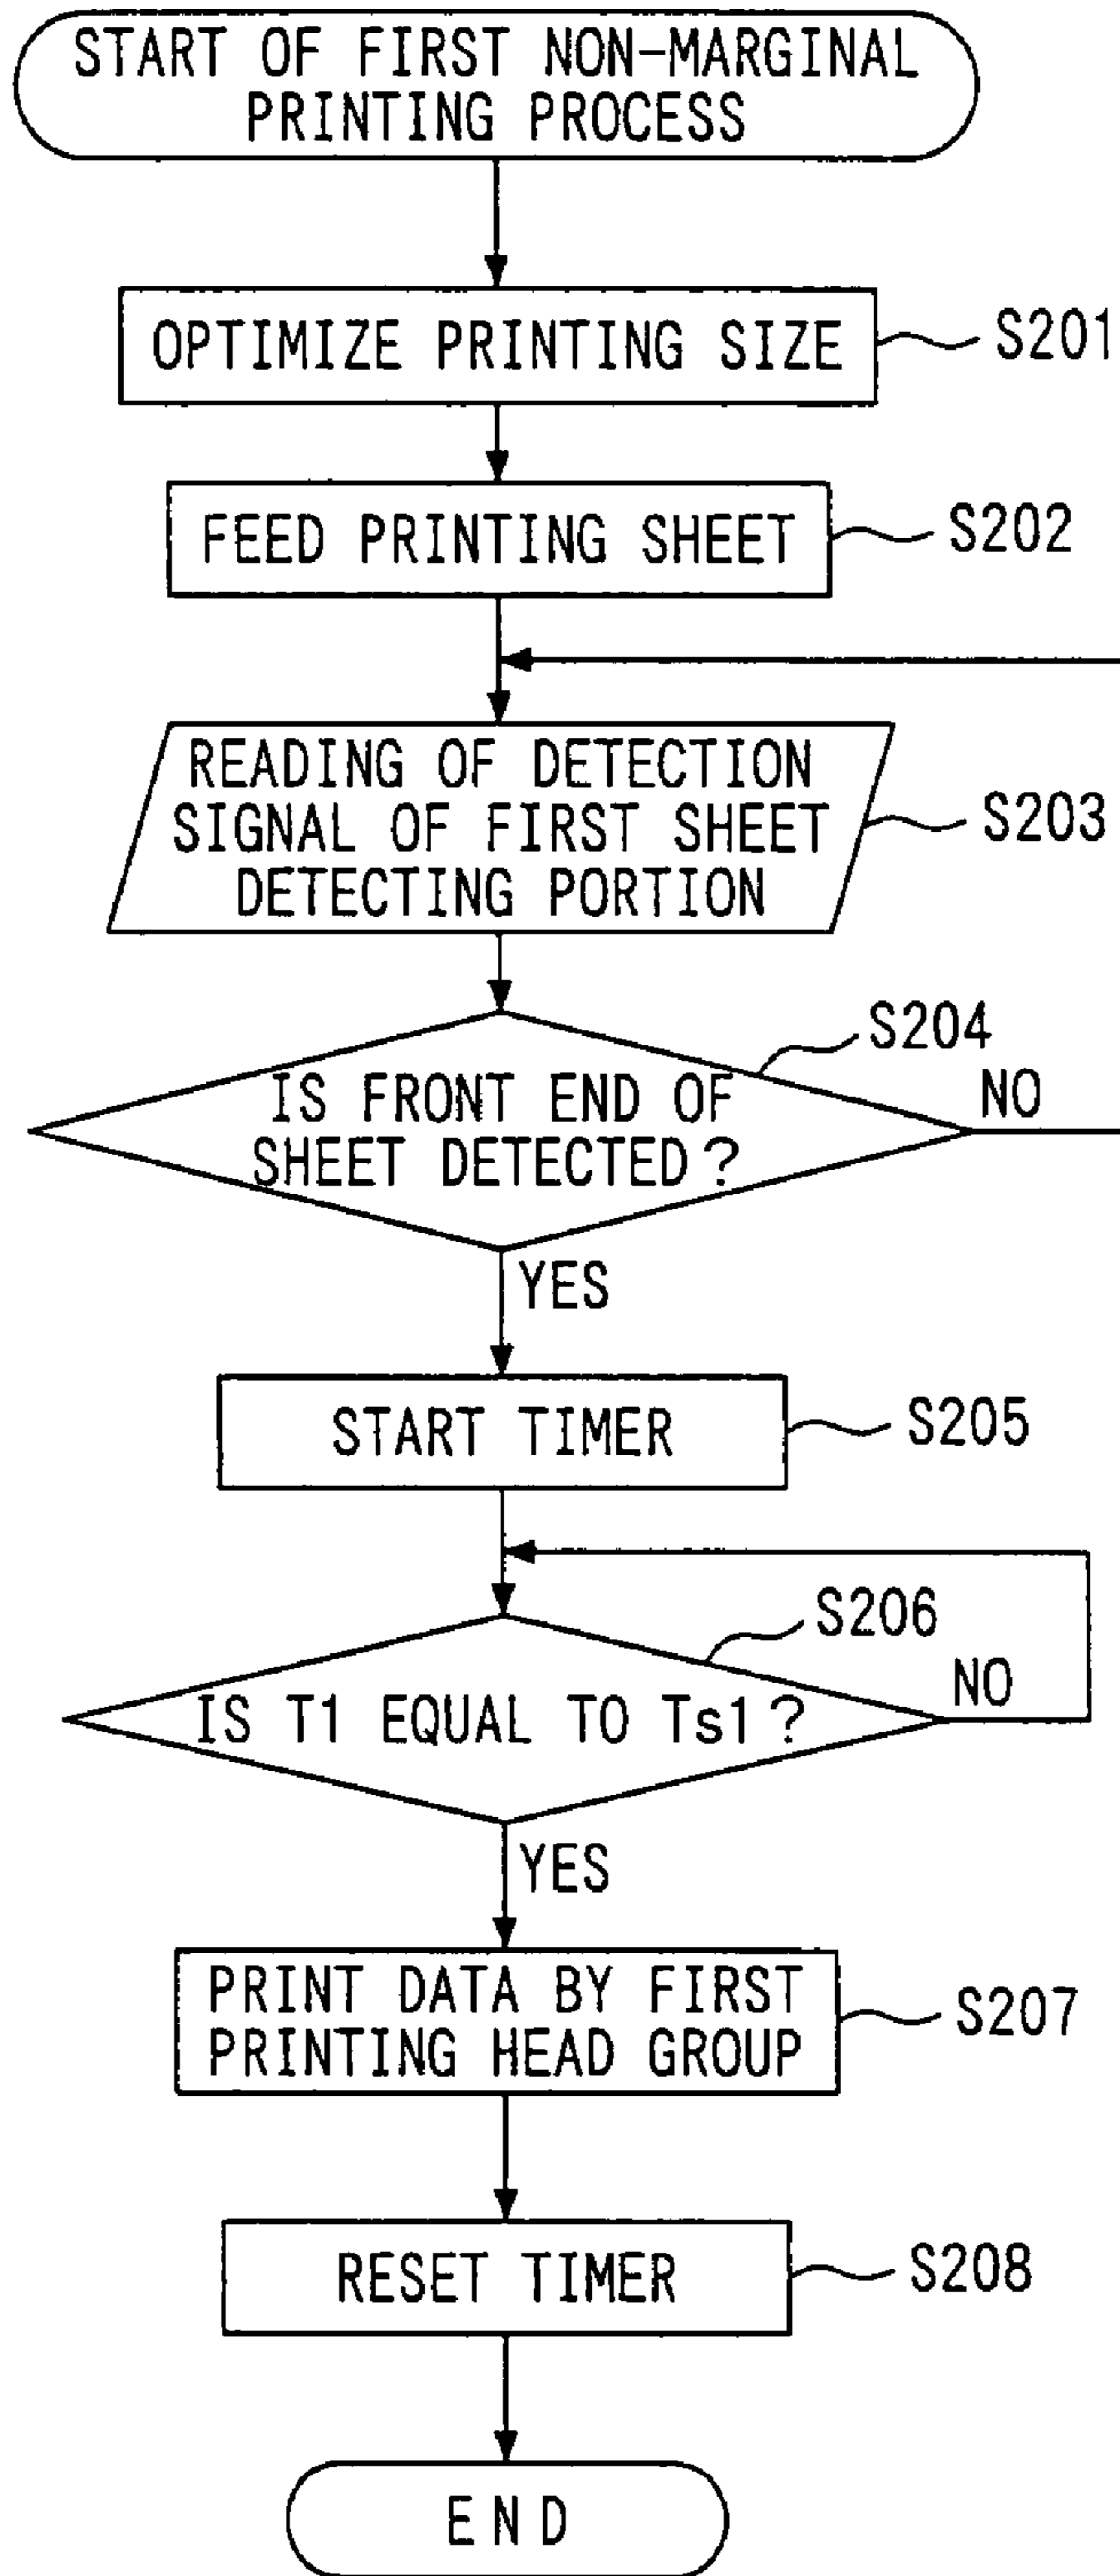 START OF FIRST NON-MARGINAL
PRINTING PROCESS
OPTIMIZE PRINTING SIZE
S201
FEED PRINTING SHEET
S202
READING OF DETECTION
SIGNAL OF FIRST SHEET
DETECTING PORTION
S203
S204
IS FRONT END OF
SHEET DETECTED?
NO
YES
START TIMER
S205
S206
IS T1 EQUAL TO Ts1?
NO
YES
PRINT DATA BY FIRST
PRINTING HEAD GROUP
S207
RESET TIMER
S208
END